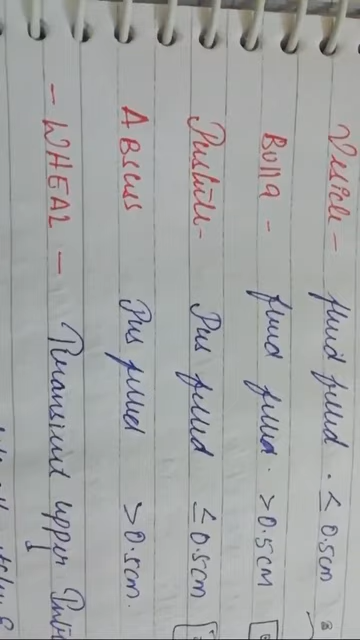 Vesicle - fluid filled. ≤ 0.5cm
Bulla - fluid filled. >0.5cm
Pustule - Pus filled ≤0.5cm
Abscess Pus filled >0.5cm.
- WHEAL - Transient upper